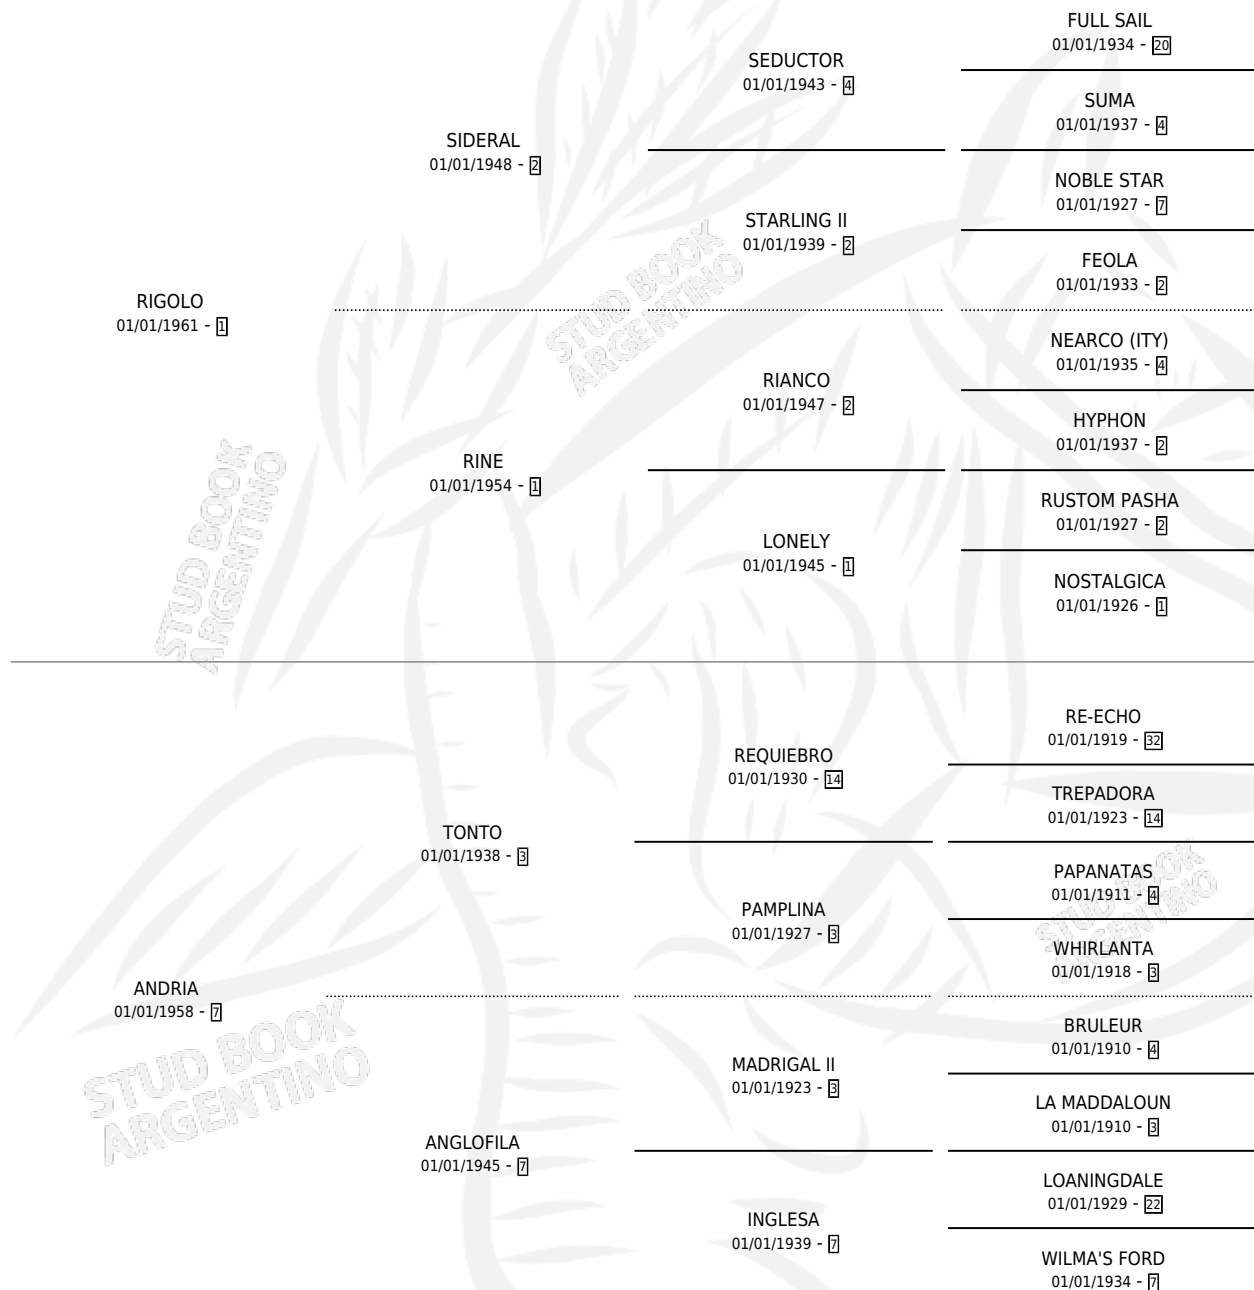 FULL SAIL
01/01/1934 - 20
SEDUCTOR
01/01/1943 - 4
SUMA
01/01/1937 - 4
SIDERAL
01/01/1948 - 2
NOBLE STAR
01/01/1927 - 7
STARLING II
01/01/1939 - 2
FEOLA
01/01/1933 - 2
RIGOLO
01/01/1961 - 1
NEARCO (ITY)
01/01/1935 - 4
RIANCO
01/01/1947 - 2
HYPHON
01/01/1937 - 2
RINE
01/01/1954 - 1
RUSTOM PASHA
01/01/1927 - 2
LONELY
01/01/1945 - 1
NOSTALGICA
01/01/1926 - 1
RE-ECHO
01/01/1919 - 32
REQUIEBRO
01/01/1930 - 14
TREPADORA
01/01/1923 - 14
TONTO
01/01/1938 - 3
PAPANATAS
01/01/1911 - 4
PAMPLINA
01/01/1927 - 3
WHIRLANTA
01/01/1918 - 3
ANDRIA
01/01/1958 - 7
BRULEUR
01/01/1910 - 4
MADRIGAL II
01/01/1923 - 3
LA MADDALOUN
01/01/1910 - 3
ANGLOFILA
01/01/1945 - 7
LOANINGDALE
01/01/1929 - 22
INGLESA
01/01/1939 - 7
WILMA'S FORD
01/01/1934 - 7
STUD BOOK
ARGENTINO
STUD BOOK
ARGENTINO
STUD BOOK
ARGENTINO
STUD BOOK
ARGENTINO